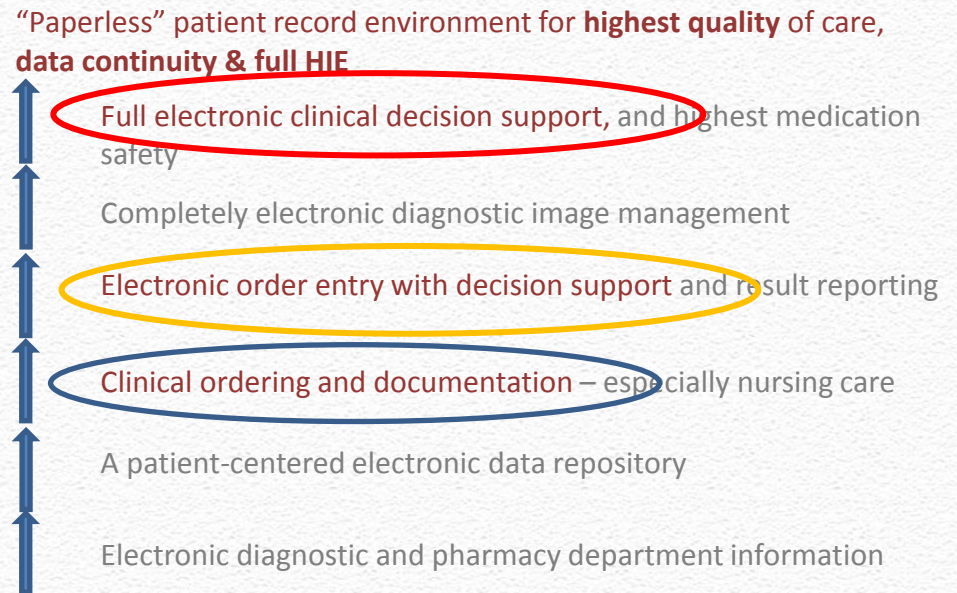 “Paperless” patient record environment for highest quality of care,
data continuity & full HIE
Full electronic clinical decision support, and highest medication
safety
Completely electronic diagnostic image management
Electronic order entry with decision support and result reporting
Clinical ordering and documentation – especially nursing care
A patient-centered electronic data repository
Electronic diagnostic and pharmacy department information